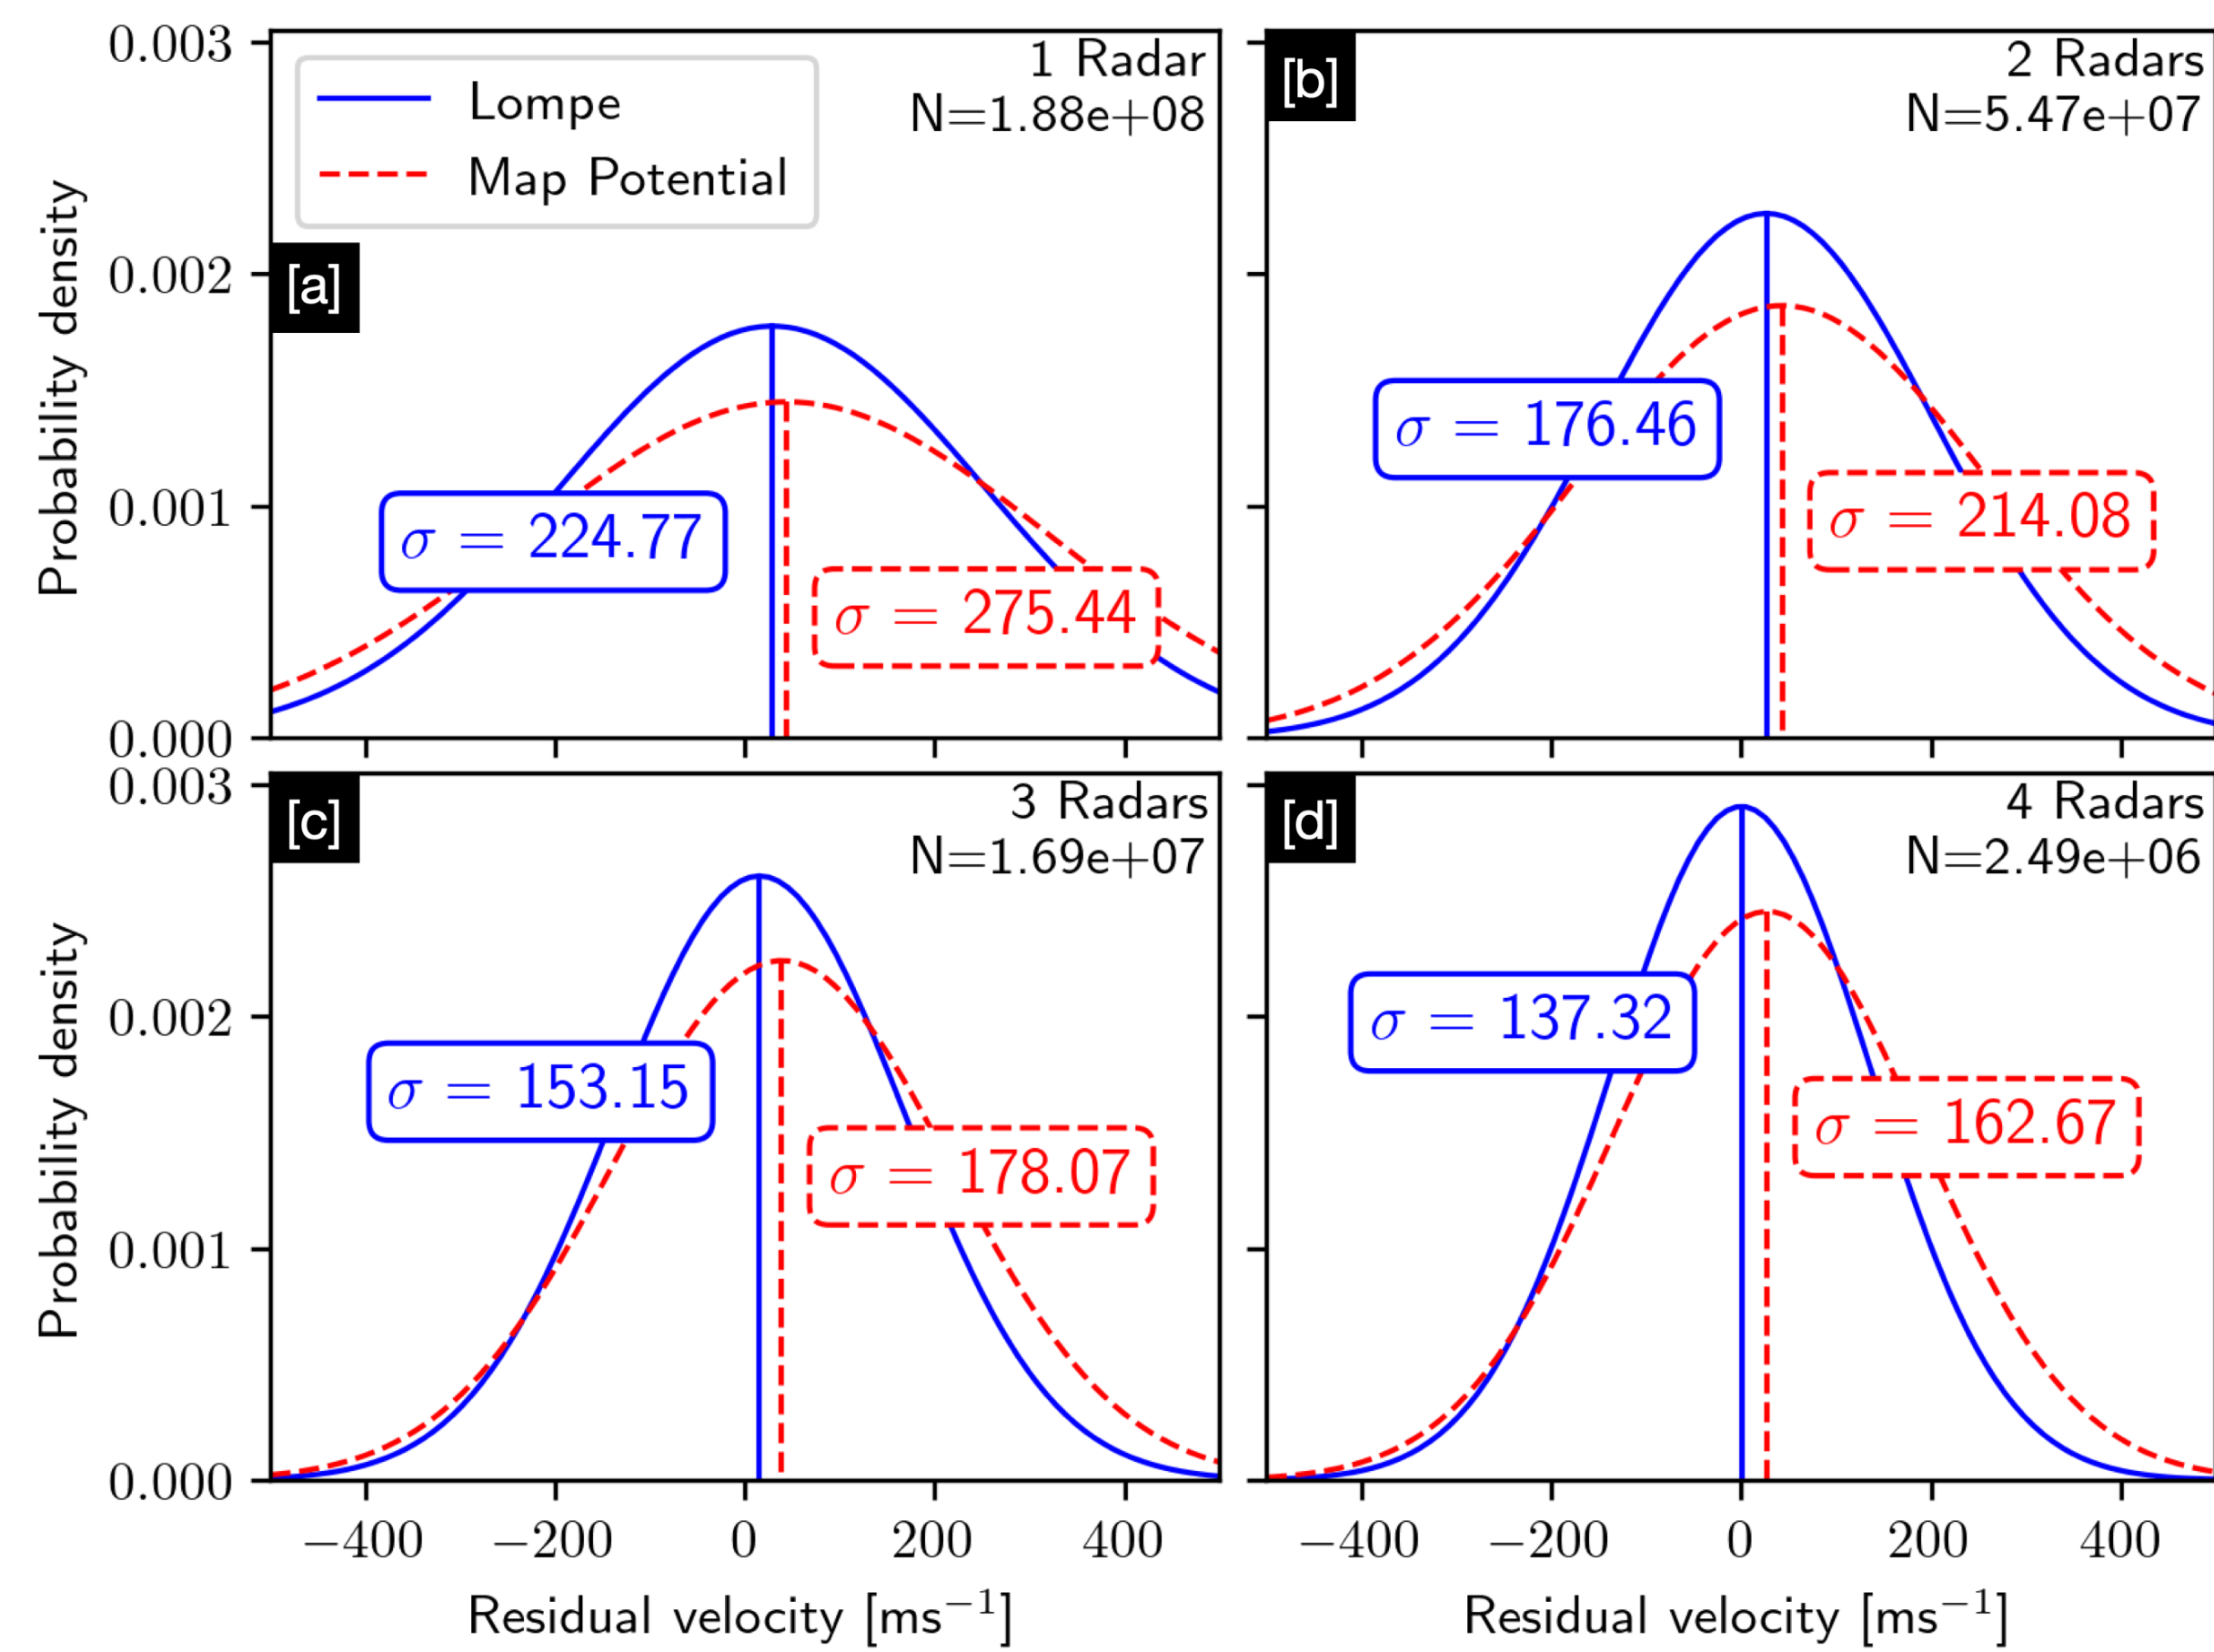 0.003
0.002
0.001
0.000
Probability density
Lompe
Map Potential
1 Radar
N=1.88e+08
[a]
σ = 224.77
σ = 275.44
[b]
2 Radars
N=5.47e+07
σ = 176.46
σ = 214.08
0.003
0.002
0.001
0.000
Probability density
[c]
3 Radars
N=1.69e+07
σ = 153.15
σ = 178.07
−400 −200 0 200 400
Residual velocity [ms⁻¹]
[d]
4 Radars
N=2.49e+06
σ = 137.32
σ = 162.67
−400 −200 0 200 400
Residual velocity [ms⁻¹]